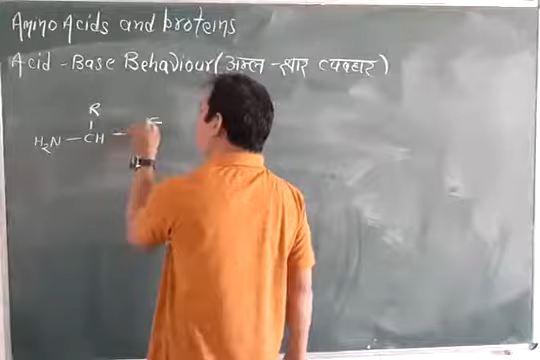 Amino Acids and proteins
Acid - Base Behaviour (अम्ल - क्षार व्यवहार)
R
H2N - CH -